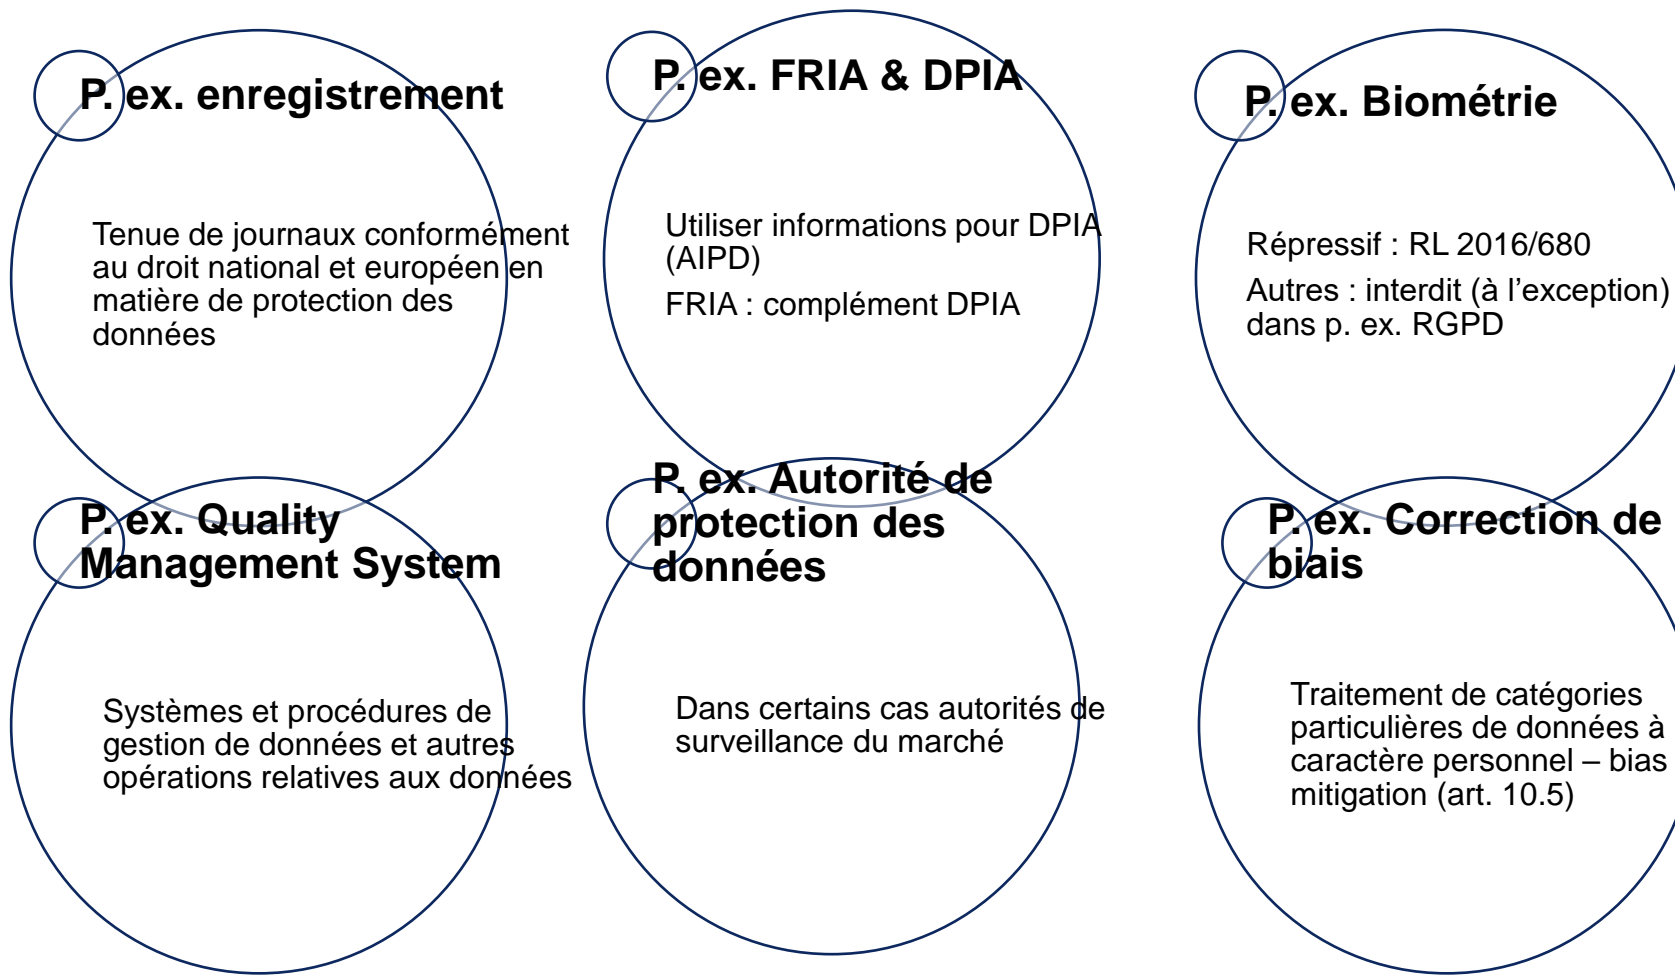 P. ex. enregistrement
Tenue de journaux conformément
au droit national et européen en
matière de protection des
données
P. ex. FRIA & DPIA
Utiliser informations pour DPIA
(AIPD)
FRIA : complément DPIA
P. ex. Biométrie
Répressif : RL 2016/680
Autres : interdit (à l’exception)
dans p. ex. RGPD
P. ex. Quality
Management System
Systèmes et procédures de
gestion de données et autres
opérations relatives aux données
P. ex. Autorité de
protection des
données
Dans certains cas autorités de
surveillance du marché
P. ex. Correction de
biais
Traitement de catégories
particulières de données à
caractère personnel – bias
mitigation (art. 10.5)